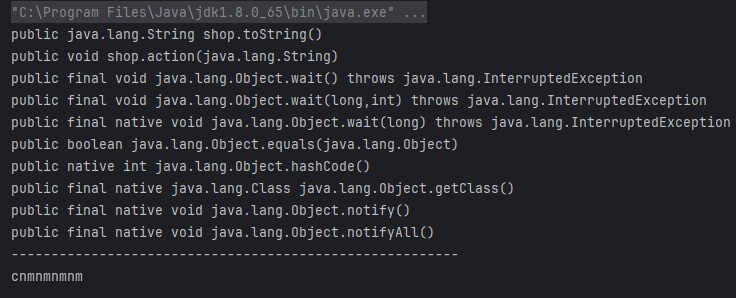 "C:\Program Files\Java\jdk1.8.0_65\bin\java.exe" ...
public java.lang.String shop.toString()
public void shop.action(java.lang.String)
public final void java.lang.Object.wait() throws java.lang.InterruptedException
public final void java.lang.Object.wait(long,int) throws java.lang.InterruptedException
public final native void java.lang.Object.wait(long) throws java.lang.InterruptedException
public boolean java.lang.Object.equals(java.lang.Object)
public native int java.lang.Object.hashCode()
public final native java.lang.Class java.lang.Object.getClass()
public final native void java.lang.Object.notify()
public final native void java.lang.Object.notifyAll()
--------------------------------------------------------
cnmnmnmnm